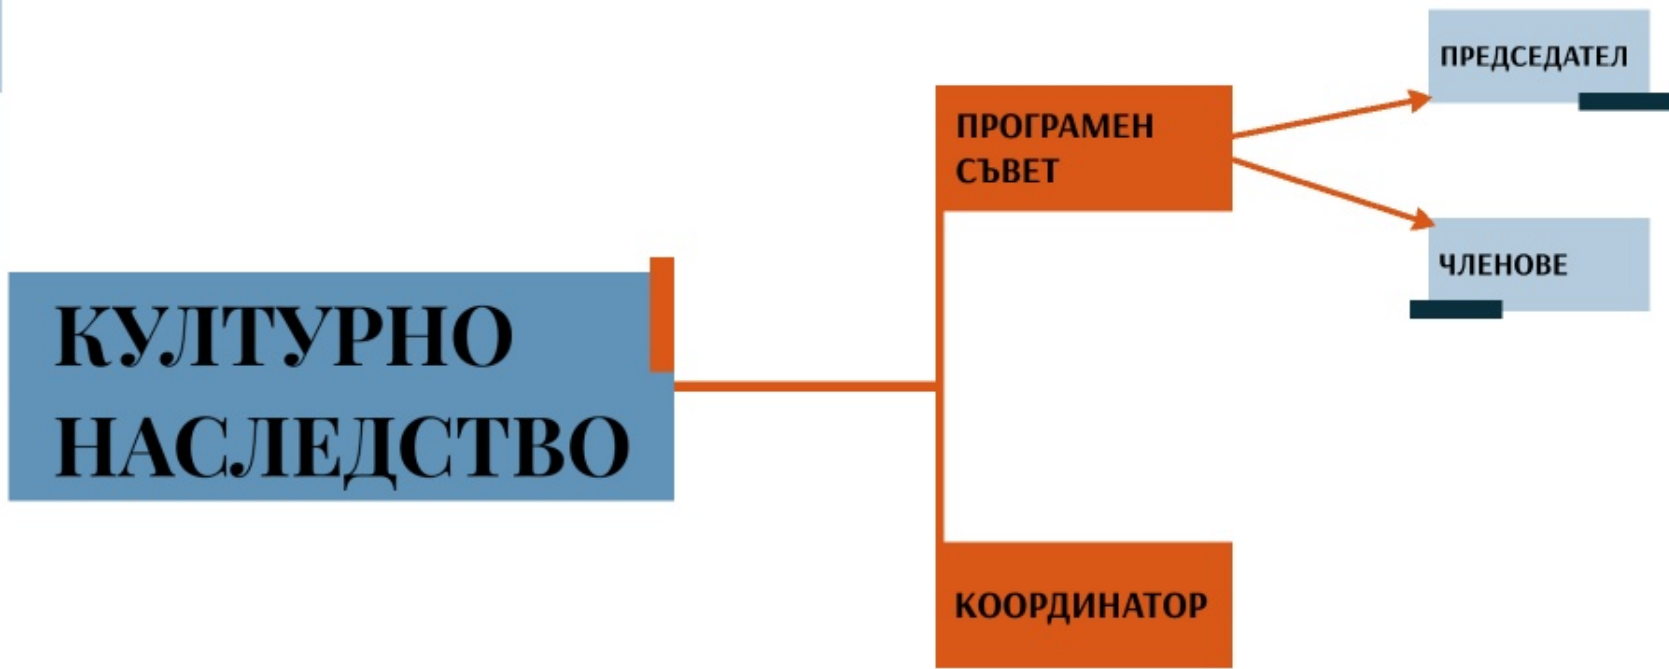 КУЛТУРНО
НАСЛЕДСТВО
ПРОГРАМЕН
СЪВЕТ
ПРЕДСЕДАТЕЛ
ЧЛЕНОВЕ
КООРДИНАТОР